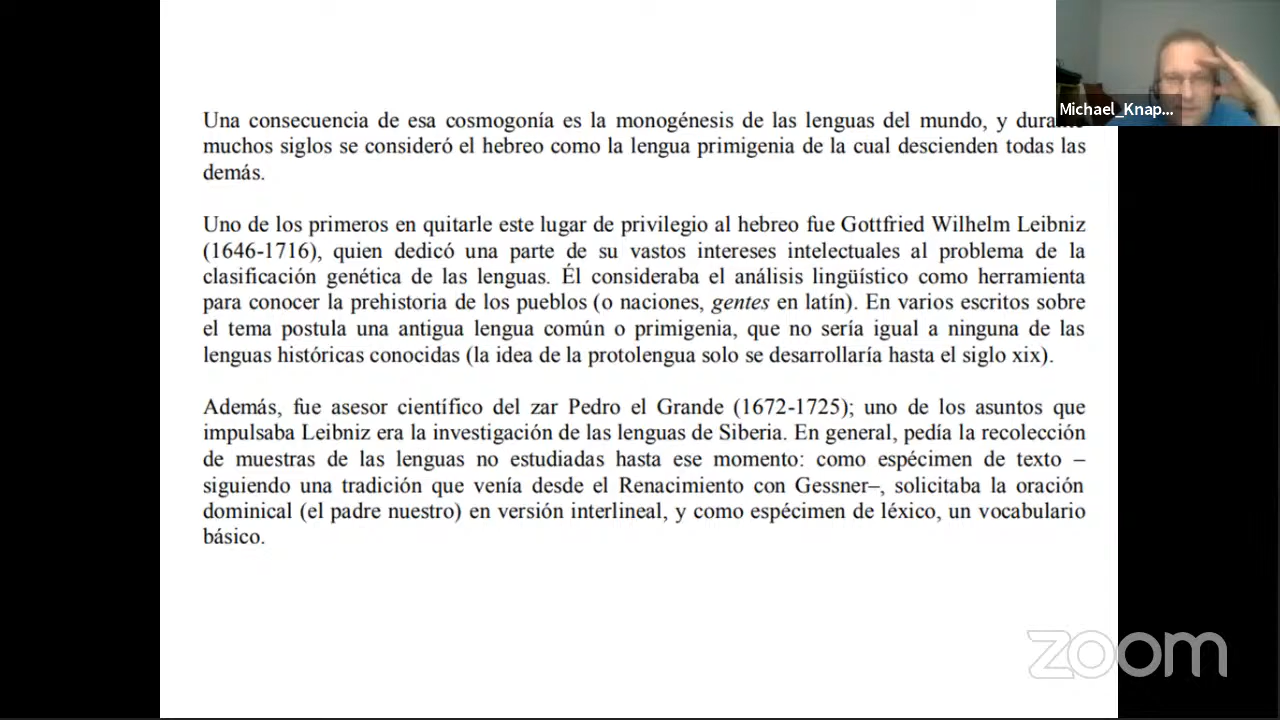 Michael_Knap...
Una consecuencia de esa cosmogonía es la monogénesis de las lenguas del mundo, y durante
muchos siglos se consideró el hebreo como la lengua primigenia de la cual descienden todas las
demás.
Uno de los primeros en quitarle este lugar de privilegio al hebreo fue Gottfried Wilhelm Leibniz
(1646-1716), quien dedicó una parte de su vastos intereses intelectuales al problema de la
clasificación genética de las lenguas. Él consideraba el análisis lingüístico como herramienta
para conocer la prehistoria de los pueblos (o naciones, gentes en latín). En varios escritos sobre
el tema postula una antigua lengua común o primigenia, que no sería igual a ninguna de las
lenguas históricas conocidas (la idea de la protolengua solo se desarrollaría hasta el siglo xix).
Además, fue asesor científico del zar Pedro el Grande (1672-1725); uno de los asuntos que
impulsaba Leibniz era la investigación de las lenguas de Siberia. En general, pedía la recolección
de muestras de las lenguas no estudiadas hasta ese momento: como espécimen de texto –
siguiendo una tradición que venía desde el Renacimiento con Gessner–, solicitaba la oración
dominical (el padre nuestro) en versión interlineal, y como espécimen de léxico, un vocabulario
básico.
zoom